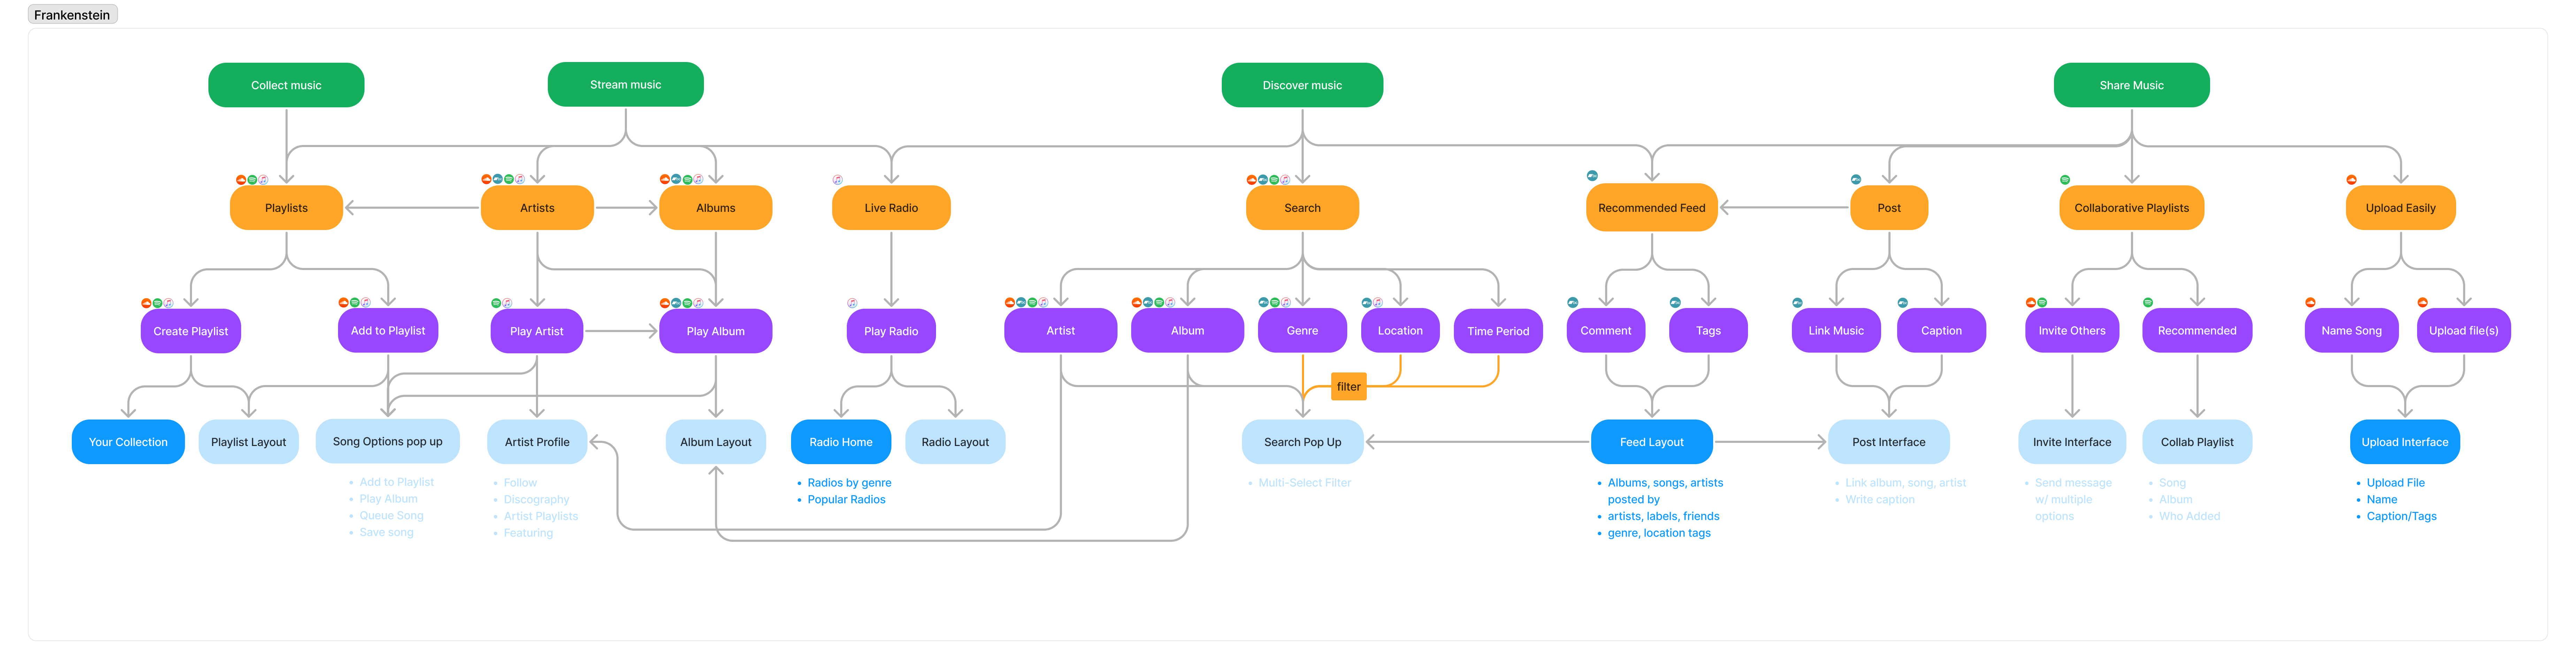 Frankenstein
Collect music
Stream music
Discover music
Share Music
Playlists
Artists
Albums
Live Radio
Search
Recommended Feed
Post
Collaborative Playlists
Upload Easily
Create Playlist
Add to Playlist
Play Artist
Play Album
Play Radio
Artist
Album
Genre
Location
Time Period
Comment
Tags
Link Music
Caption
Invite Others
Recommended
Name Song
Upload file(s)
filter
Your Collection
Playlist Layout
Song Options pop up
Artist Profile
Album Layout
Radio Home
Radio Layout
Search Pop Up
Feed Layout
Post Interface
Invite Interface
Collab Playlist
Upload Interface
• Add to Playlist
• Play Album
• Queue Song
• Save song
• Follow
• Discography
• Artist Playlists
• Featuring
• Radios by genre
• Popular Radios
• Multi-Select Filter
• Albums, songs, artists
posted by
• artists, labels, friends
• genre, location tags
• Link album, song, artist
• Write caption
• Send message
w/ multiple
options
• Song
• Album
• Who Added
• Upload File
• Name
• Caption/Tags